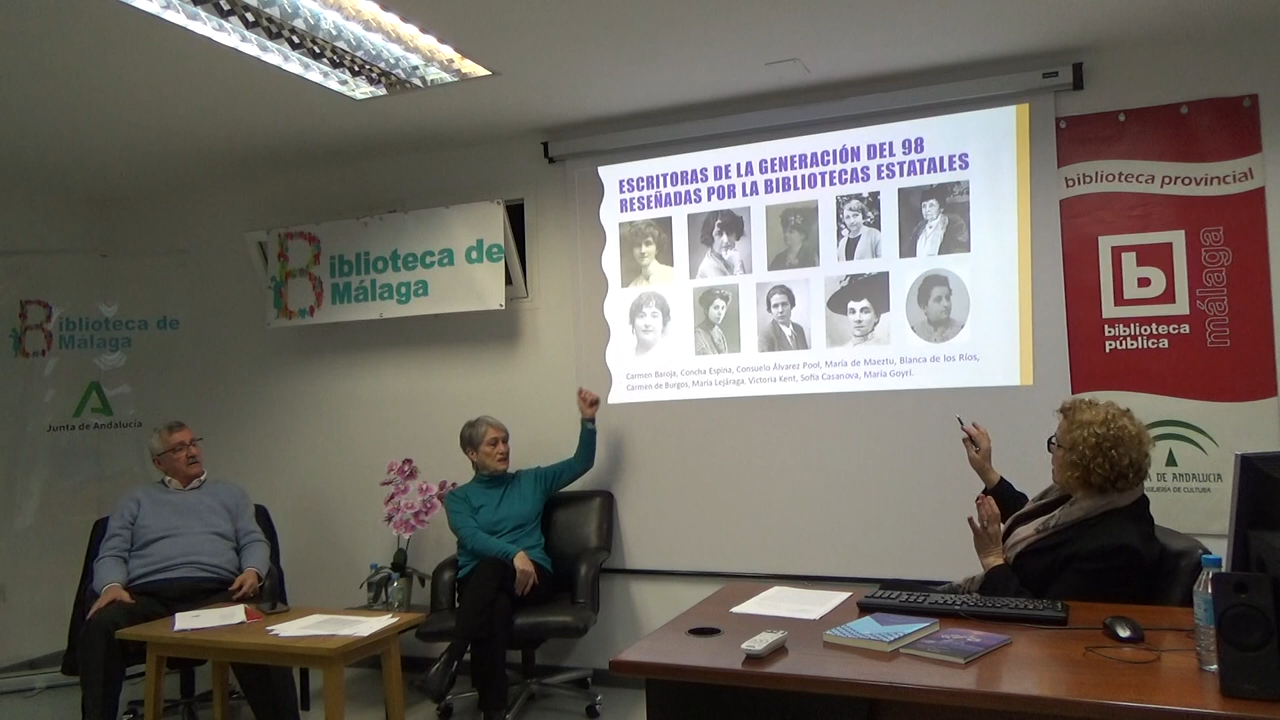 ESCRITORAS DE LA GENERACIÓN DEL 98
RESEÑADAS POR LA BIBLIOTECAS ESTATALES
Carmen Baroja, Concha Espina, Consuelo Álvarez Pool, María de Maeztu, Blanca de los Ríos,
Carmen de Burgos, María Lejáraga, Victoria Kent, Sofía Casanova, María Goyri.
Biblioteca de
Málaga
Biblioteca de
Málaga
Junta de Andalucía
biblioteca provincial
b
biblioteca
pública
málaga
DE ANDALUCIA
CULTURA